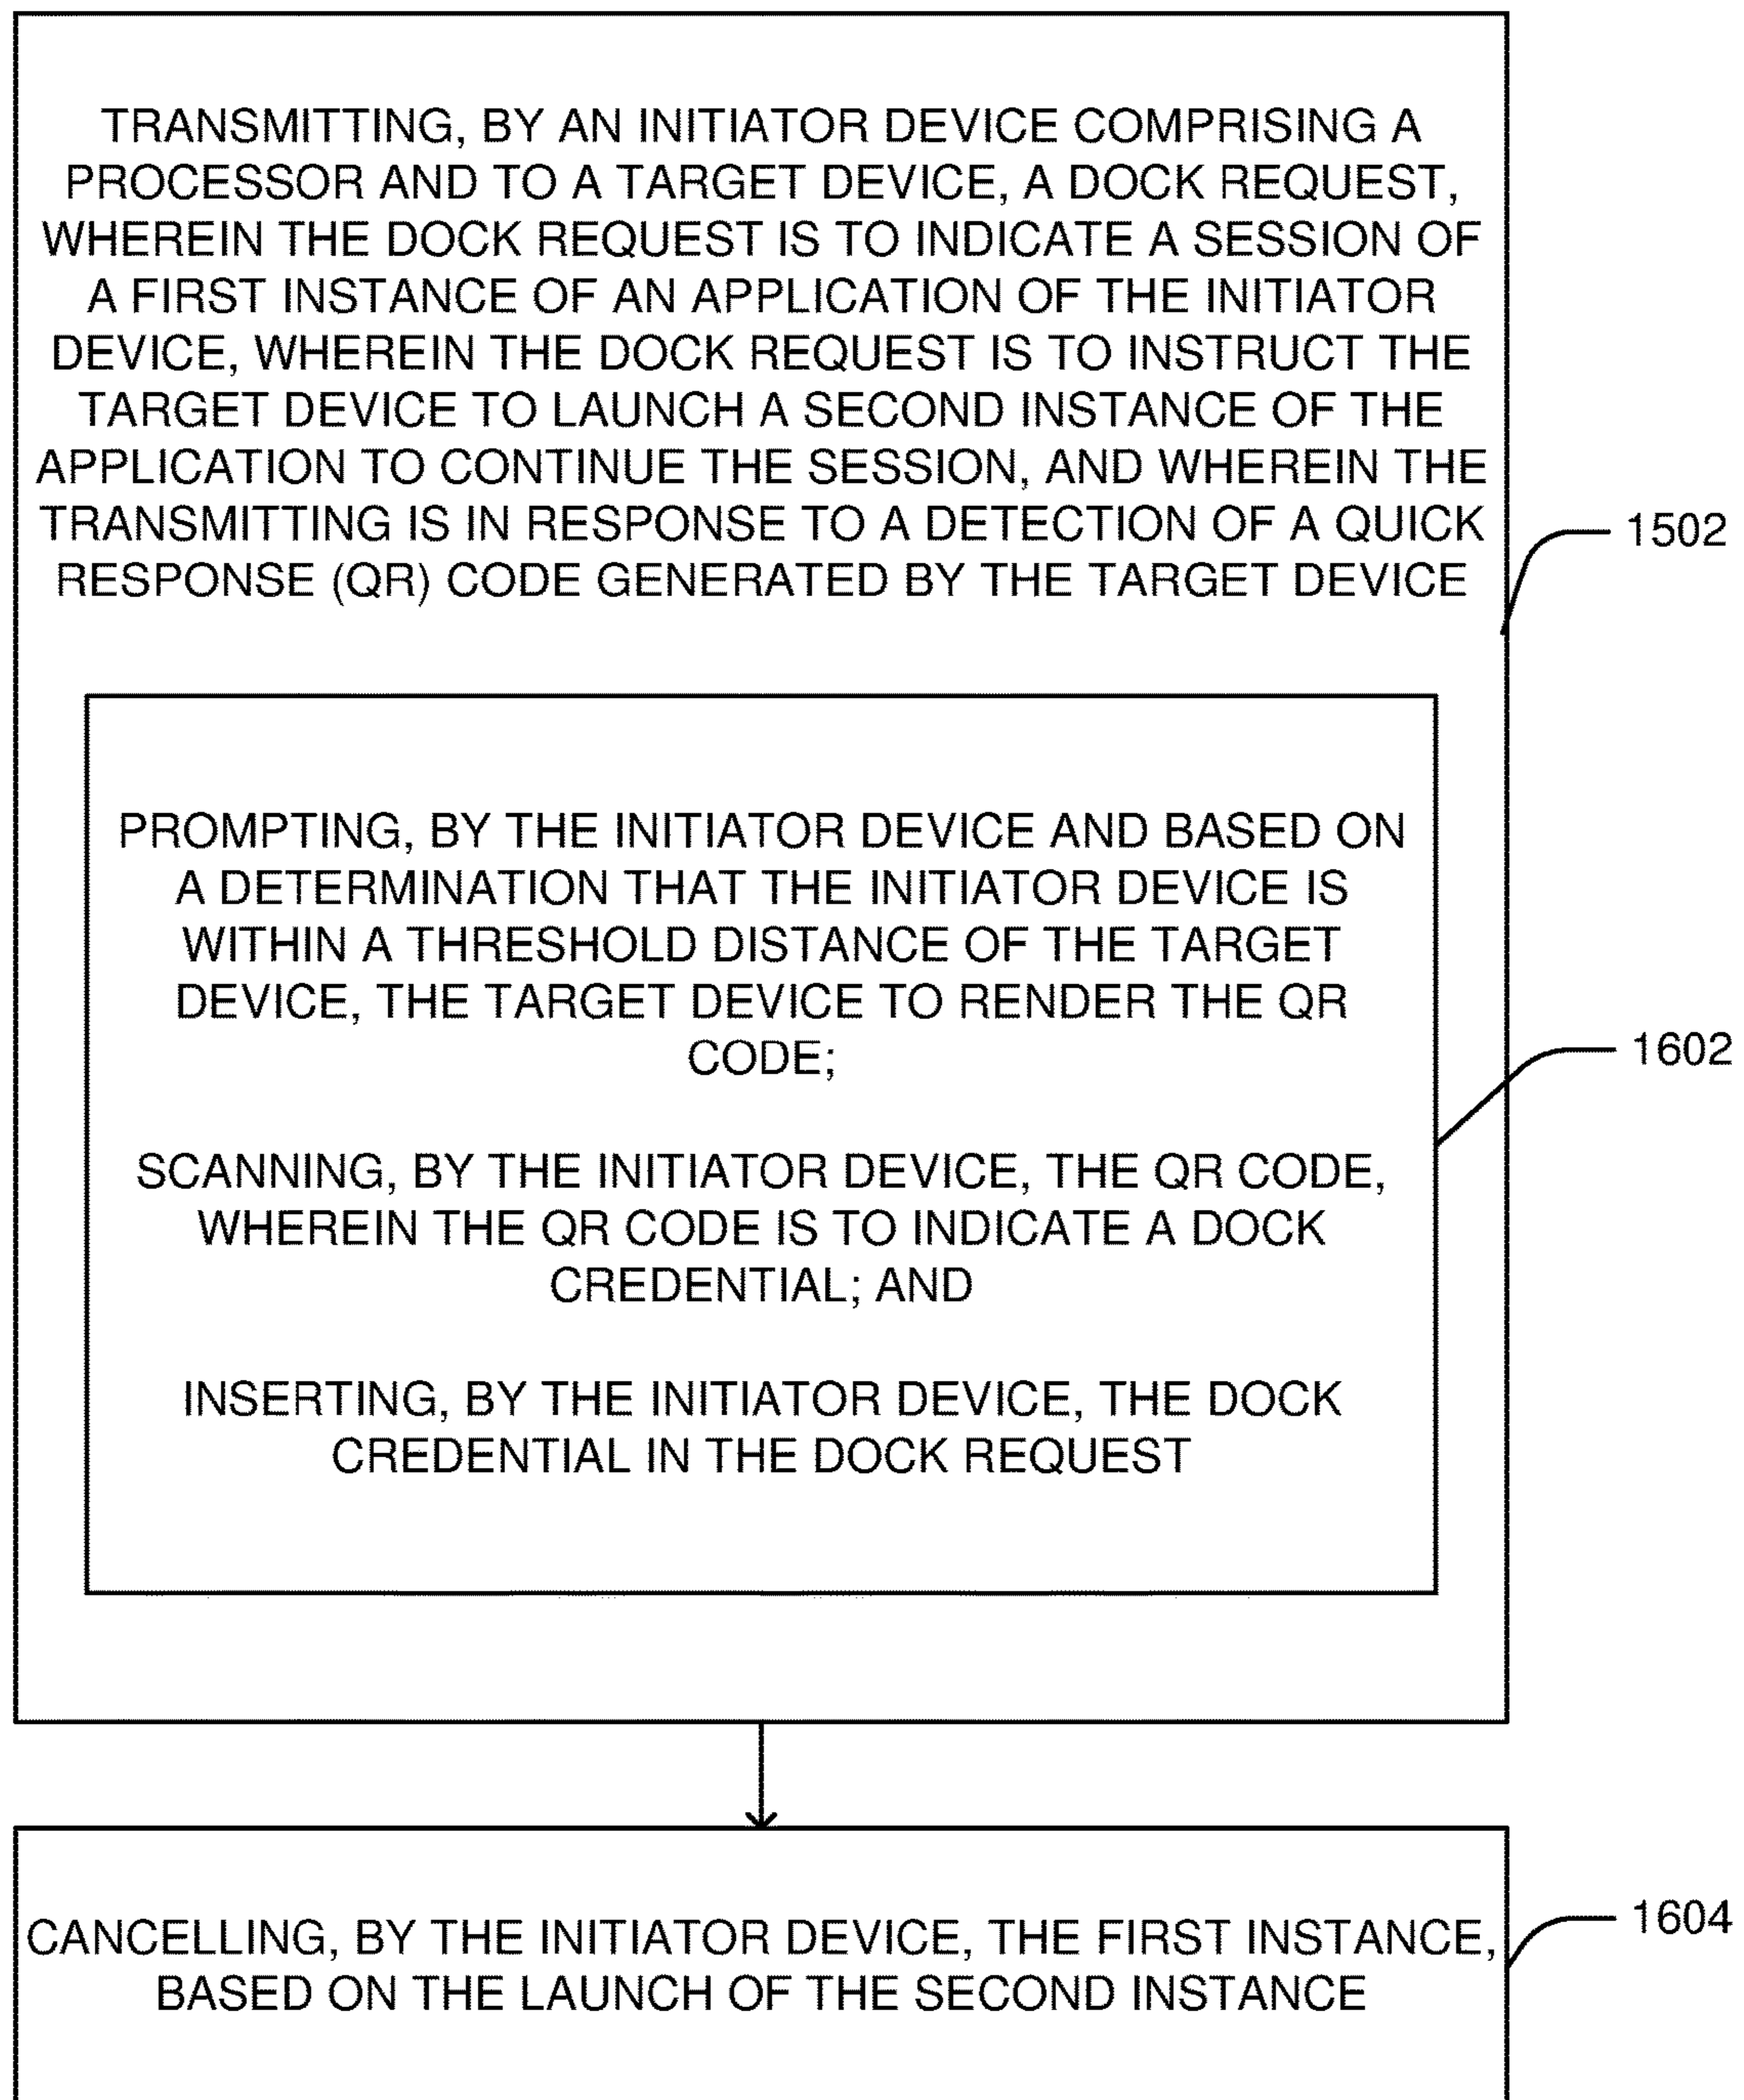 TRANSMITTING, BY AN INITIATOR DEVICE COMPRISING A
PROCESSOR AND TO A TARGET DEVICE, A DOCK REQUEST,
WHEREIN THE DOCK REQUEST IS TO INDICATE A SESSION OF
A FIRST INSTANCE OF AN APPLICATION OF THE INITIATOR
DEVICE, WHEREIN THE DOCK REQUEST IS TO INSTRUCT THE
TARGET DEVICE TO LAUNCH A SECOND INSTANCE OF THE
APPLICATION TO CONTINUE THE SESSION, AND WHEREIN THE
TRANSMITTING IS IN RESPONSE TO A DETECTION OF A QUICK
RESPONSE (QR) CODE GENERATED BY THE TARGET DEVICE
1502
PROMPTING, BY THE INITIATOR DEVICE AND BASED ON
A DETERMINATION THAT THE INITIATOR DEVICE IS
WITHIN A THRESHOLD DISTANCE OF THE TARGET
DEVICE, THE TARGET DEVICE TO RENDER THE QR
CODE;
SCANNING, BY THE INITIATOR DEVICE, THE QR CODE,
WHEREIN THE QR CODE IS TO INDICATE A DOCK
CREDENTIAL; AND
INSERTING, BY THE INITIATOR DEVICE, THE DOCK
CREDENTIAL IN THE DOCK REQUEST
1602
CANCELLING, BY THE INITIATOR DEVICE, THE FIRST INSTANCE,
BASED ON THE LAUNCH OF THE SECOND INSTANCE
1604